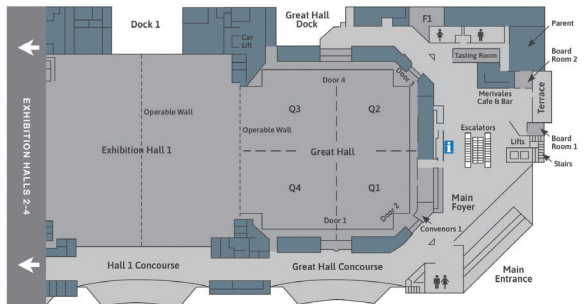 Dock 1
Great Hall
Dock
F1
Parent
Car
Lift
Tasting Room
Board
Room 2
Door 4
Door 3
Merivales
Cafe & Bar
Terrace
EXHIBITION HALLS 2-4
Operable Wall
Q3
Q2
Operable Wall
Escalators
Board
Room 1
Exhibition Hall 1
Great Hall
i
Lifts
Stairs
Q4
Q1
Main
Foyer
Door 1
Door 2
Convenors 1
Hall 1 Concourse
Great Hall Concourse
Main
Entrance